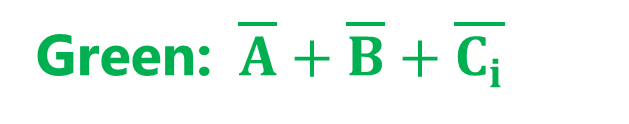 Green: A̅ + B̅ + C̅ᵢ